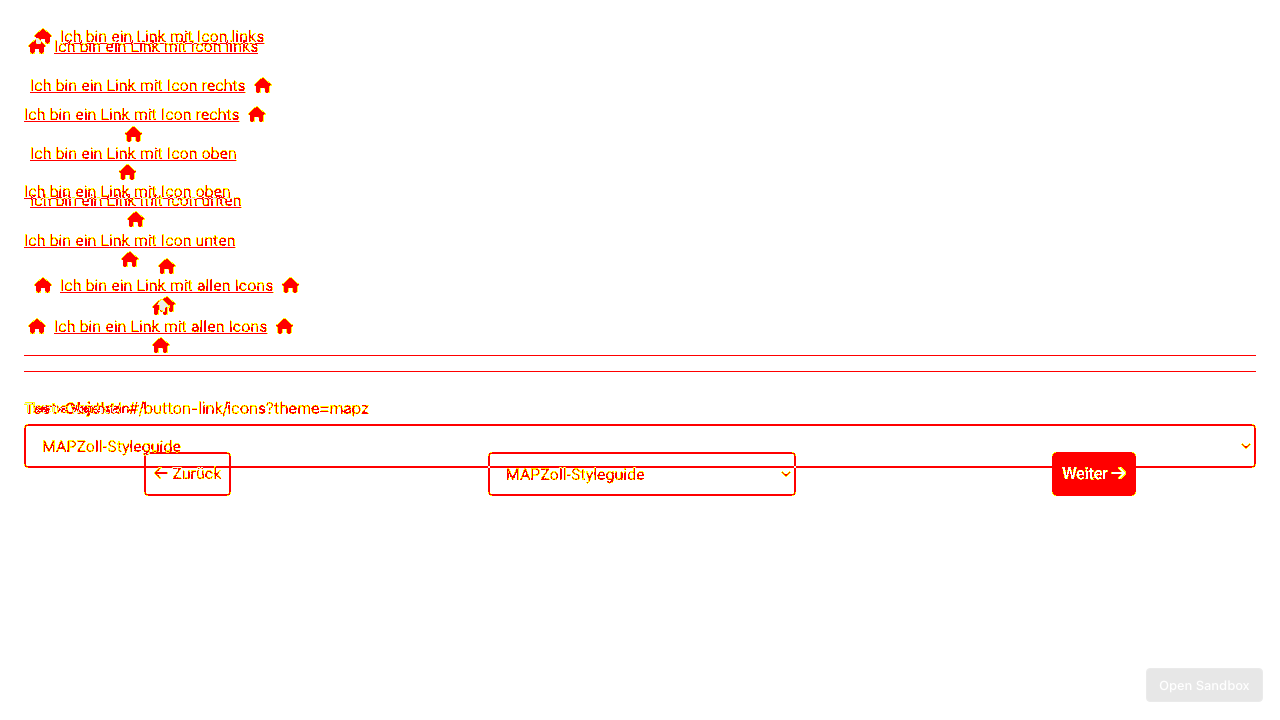 Ich bin ein Link mit Icon links
Ich bin ein Link mit Icon links
Ich bin ein Link mit Icon rechts
Ich bin ein Link mit Icon rechts
Ich bin ein Link mit Icon oben
Ich bin ein Link mit Icon oben
Ich bin ein Link mit Icon unten
Ich bin ein Link mit Icon unten
Ich bin ein Link mit allen Icons
Ich bin ein Link mit allen Icons
/button-link/icons?theme=mapz
MAPZoll-Styleguide
← Zurück
MAPZoll-Styleguide
Weiter →
Open Sandbox